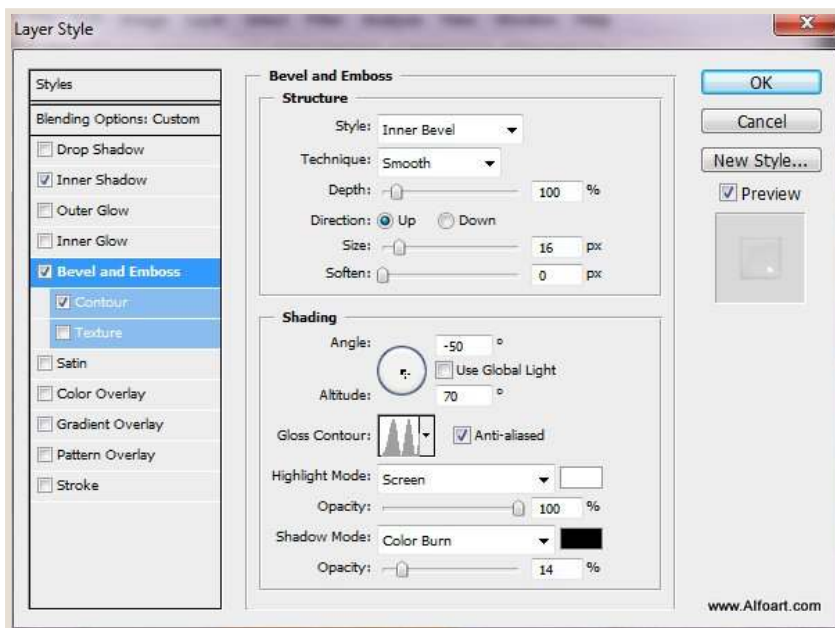 Layer Style
Styles
Blending Options: Custom
Drop Shadow
Inner Shadow
Outer Glow
Inner Glow
Bevel and Emboss
Contour
Texture
Satin
Color Overlay
Gradient Overlay
Pattern Overlay
Stroke
Bevel and Emboss
Structure
Style: Inner Bevel
Technique: Smooth
Depth: 100 %
Direction: Up Down
Size: 16 px
Soften: 0 px
Shading
Angle: -50 °
Use Global Light
Altitude: 70 °
Gloss Contour: Anti-aliased
Highlight Mode: Screen
Opacity: 100 %
Shadow Mode: Color Burn
Opacity: 14 %
OK
Cancel
New Style...
Preview
www.Alfoart.com